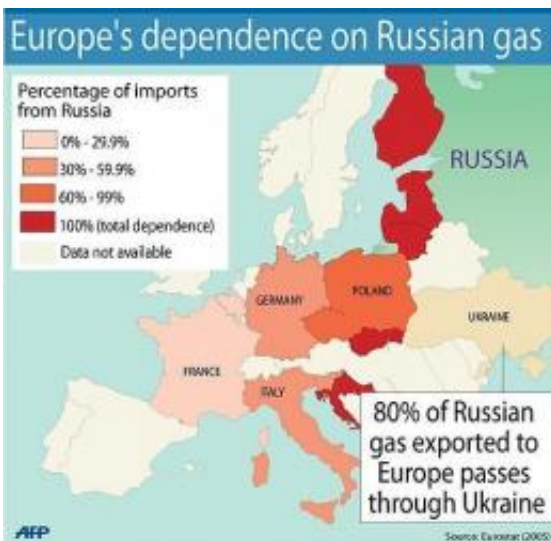 Europe's dependence on Russian gas
Percentage of imports
from Russia
0% - 29.9%
30% - 59.9%
60% - 99%
100% (total dependence)
Data not available
RUSSIA
GERMANY
POLAND
UKRAINE
FRANCE
ITALY
80% of Russian
gas exported to
Europe passes
through Ukraine
AFP
Source: Eurostat (2005)